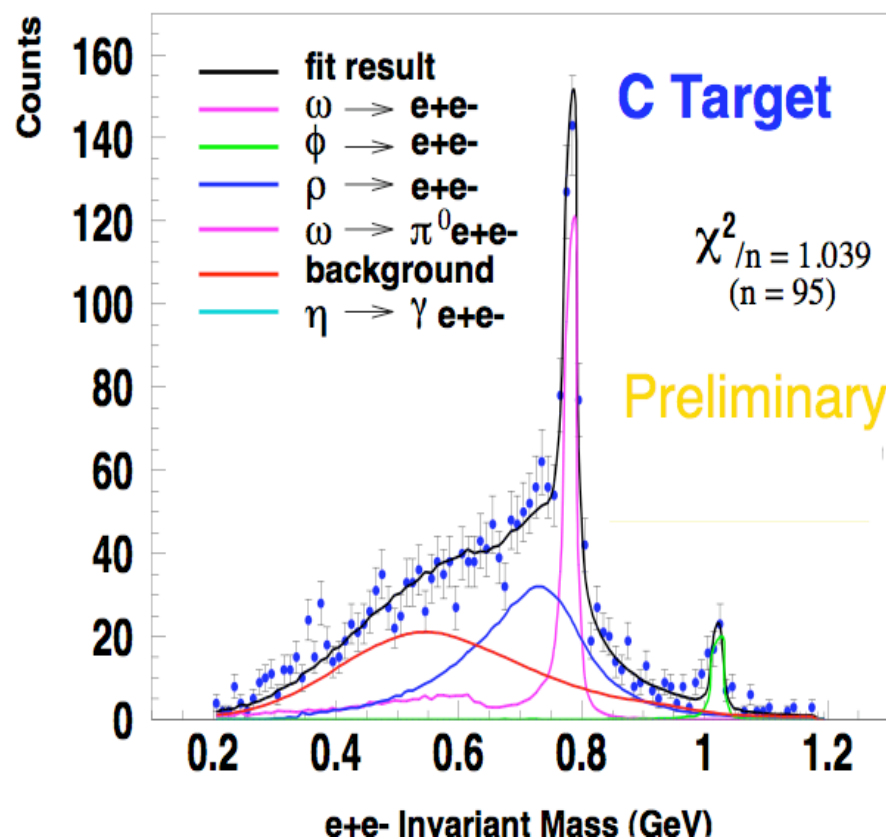 Counts
160
140
120
100
80
60
40
20
0
fit result
ω → e+e-
ϕ → e+e-
ρ → e+e-
ω → π⁰e+e-
background
η → γ e+e-
C Target
χ²/n = 1.039
(n = 95)
Preliminary
0.2 0.4 0.6 0.8 1 1.2
e+e- Invariant Mass (GeV)